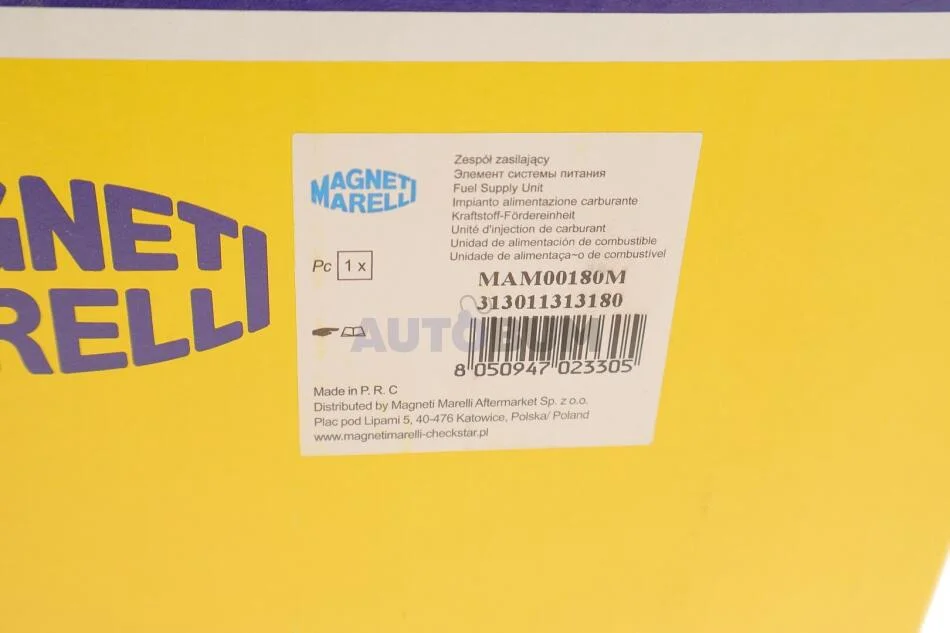 GNETI
RELLI
MAGNETI
MARELLI
Zespół zasilający
Элемент системы питания
Fuel Supply Unit
Impianto alimentazione carburante
Kraftstoff-Fördereinheit
Unité d'injection de carburant
Unidad de alimentación de combustible
Unidade de alimentaça~o de combustível
Pc 1 x
MAM00180M
313011313180
AUTOBUM
8 050947 023305
Made in P. R. C
Distributed by Magneti Marelli Aftermarket Sp. z o.o.
Plac pod Lipami 5, 40-476 Katowice, Polska/ Poland
www.magnetimarelli-checkstar.pl